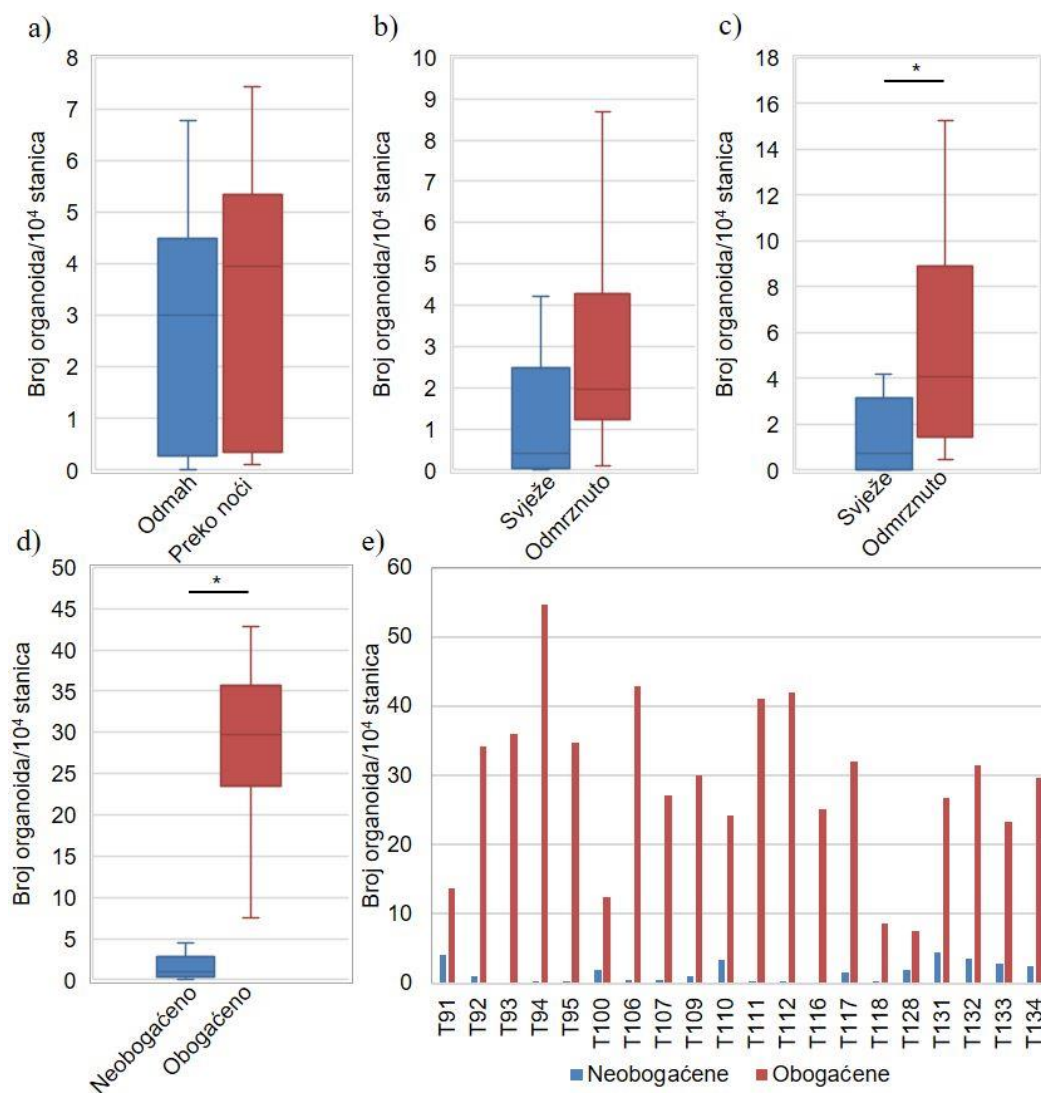 a)
Broj organoida/10⁴ stanica
8
7
6
5
4
3
2
1
0
Odmah
Preko noći
b)
Broj organoida/10⁴ stanica
10
9
8
7
6
5
4
3
2
1
0
Svježe
Odmrznuto
c)
Broj organoida/10⁴ stanica
18
16
14
12
10
8
6
4
2
0
*
Svježe
Odmrznuto
d)
Broj organoida/10⁴ stanica
50
45
40
35
30
25
20
15
10
5
0
*
Neobogaćeno
Obogaćeno
e)
Broj organoida/10⁴ stanica
60
50
40
30
20
10
0
T91
T92
T93
T94
T95
T100
T106
T107
T109
T110
T111
T112
T116
T117
T118
T128
T131
T132
T133
T134
Neobogaćene
Obogaćene